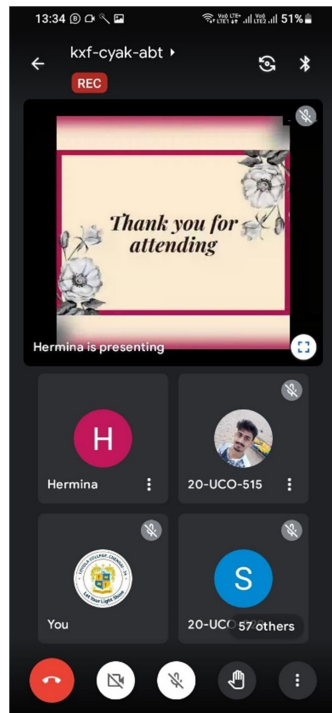 13:34
51%
kxf-cyak-abt
REC
Thank you for
attending
Hermina is presenting
H
Hermina
20-UCO-515
S
You
20-UCO
57 others